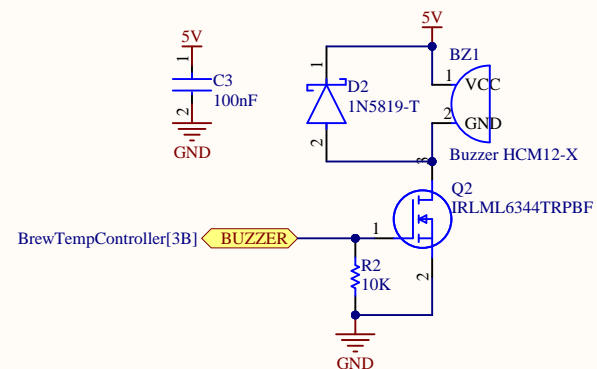 5V
1
C3
100nF
2
GND
5V
1
D2
1N5819-T
2
BZ1
1
VCC
2
GND
Buzzer HCM12-X
3
Q2
IRLML6344TRPBF
1
2
BrewTempController[3B]
BUZZER
R2
10K
GND